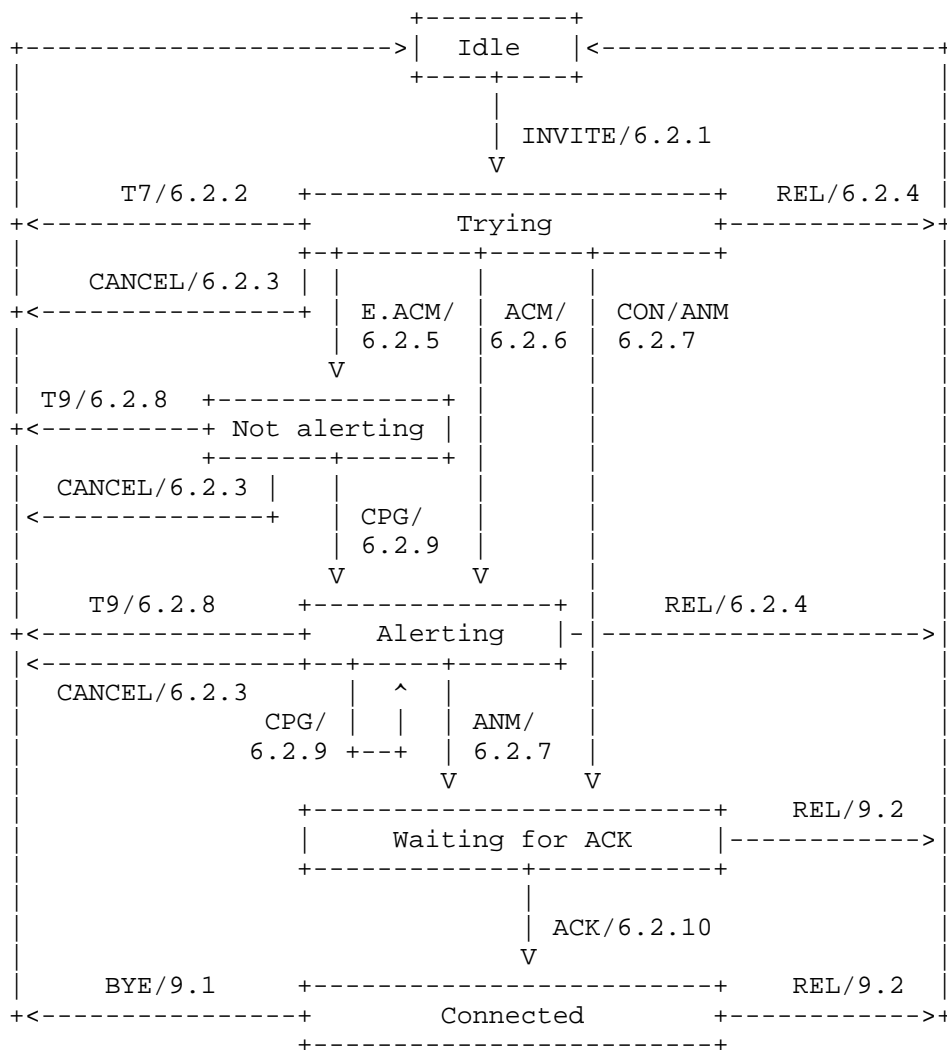 Idle
INVITE/6.2.1
T7/6.2.2 REL/6.2.4
Trying
CANCEL/6.2.3
E.ACM/ ACM/ CON/ANM
6.2.5 6.2.6 6.2.7
T9/6.2.8
Not alerting
CANCEL/6.2.3
CPG/
6.2.9
T9/6.2.8 REL/6.2.4
Alerting
CANCEL/6.2.3
CPG/ ANM/
6.2.9 6.2.7
REL/9.2
Waiting for ACK
ACK/6.2.10
BYE/9.1 REL/9.2
Connected